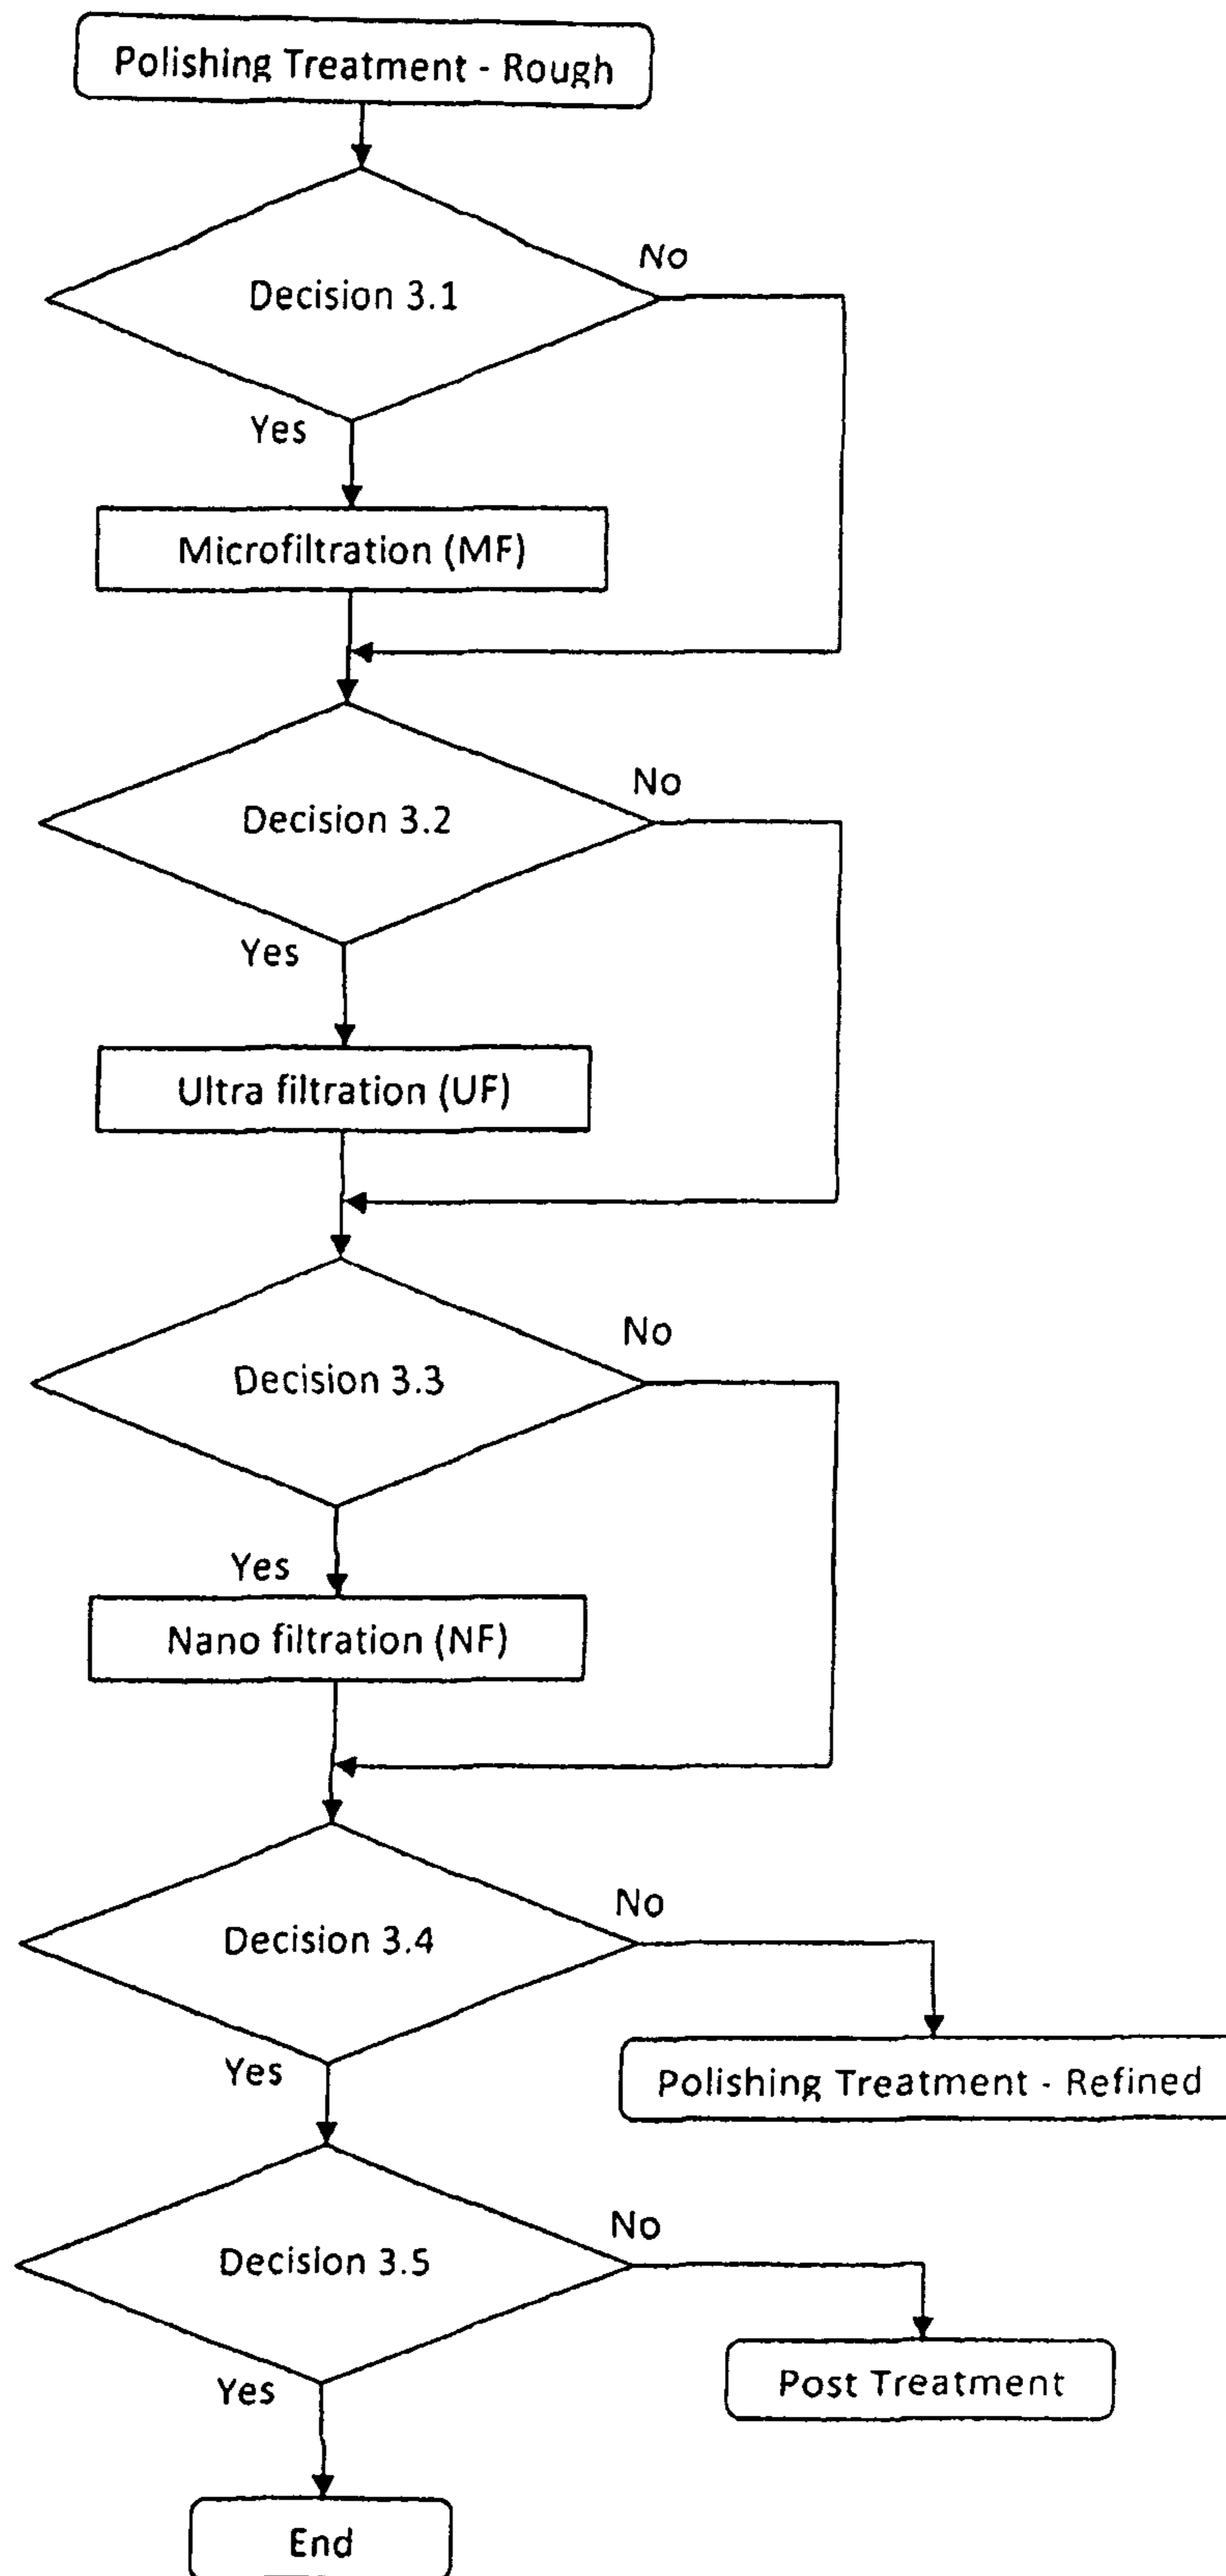 Polishing Treatment - Rough
No
Decision 3.1
Yes
Microfiltration (MF)
No
Decision 3.2
Yes
Ultra filtration (UF)
No
Decision 3.3
Yes
Nano filtration (NF)
No
Decision 3.4
Yes
Polishing Treatment - Refined
No
Decision 3.5
Yes
Post Treatment
End